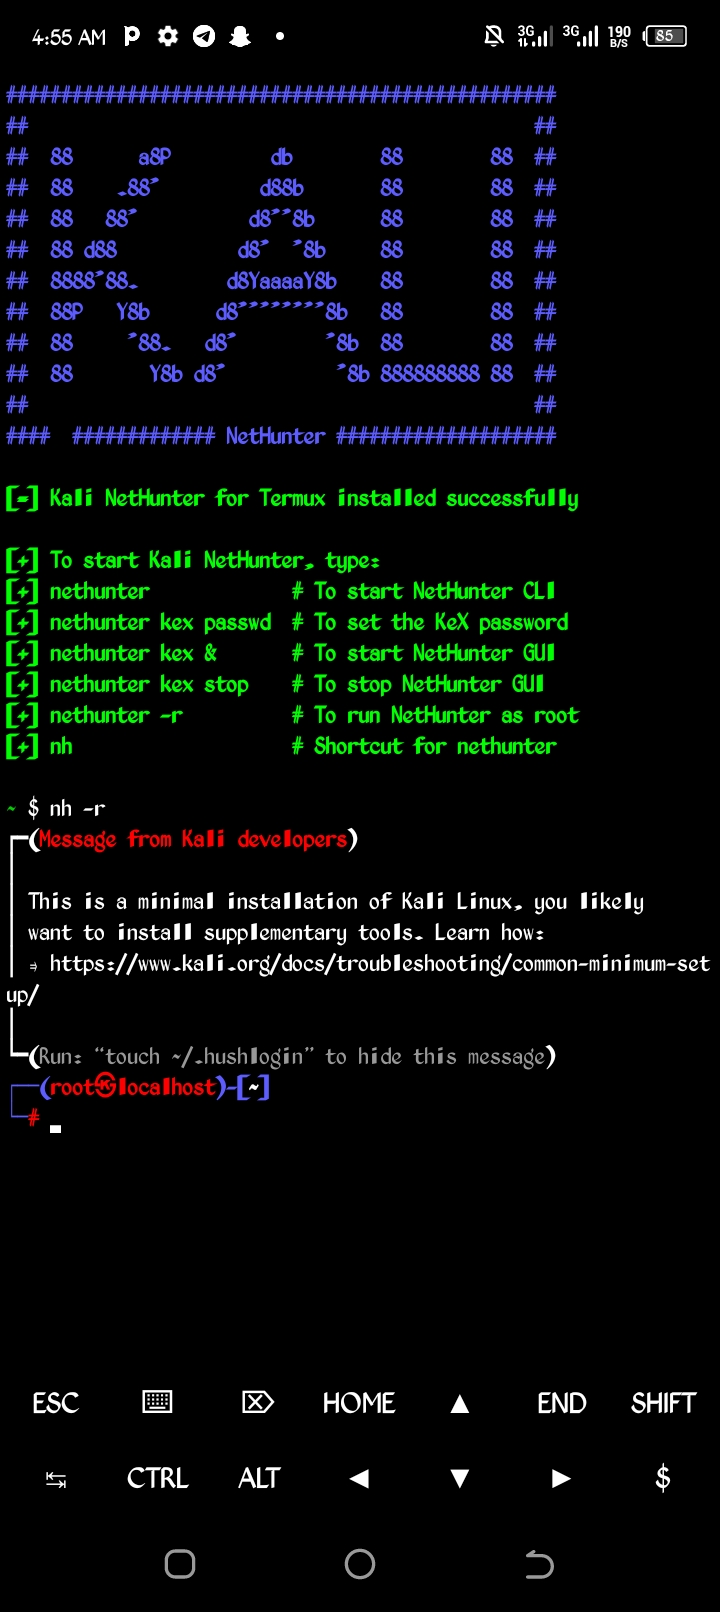 4:55 AM 3G 3G 190 B/S 85
##################################################
## ##
## 88 a8P db 88 88 ##
## 88 .88" d88b 88 88 ##
## 88 88" d8""8b 88 88 ##
## 88 d88 d8" "8b 88 88 ##
## 8888"88. d8YaaaaY8b 88 88 ##
## 88P Y8b d8""""""""8b 88 88 ##
## 88 "88. d8" "8b 88 88 ##
## 88 Y8b d8" "8b 888888888 88 ##
## ##
#### ############# NetHunter ###################
[=] Kali NetHunter for Termux installed successfully
[+] To start Kali NetHunter, type:
[+] nethunter # To start NetHunter CLI
[+] nethunter kex passwd # To set the KeX password
[+] nethunter kex & # To start NetHunter GUI
[+] nethunter kex stop # To stop NetHunter GUI
[+] nethunter -r # To run NetHunter as root
[+] nh # Shortcut for nethunter
~ $ nh -r
┏━(Message from Kali developers)
┃ This is a minimal installation of Kali Linux, you likely
┃ want to install supplementary tools. Learn how:
┃ ⇒ https://www.kali.org/docs/troubleshooting/common-minimum-set
up/
┗━(Run: “touch ~/.hushlogin” to hide this message)
┌──(root㉿localhost)-[~]
└─#
ESC HOME ▲ END SHIFT
CTRL ALT ◀ ▼ ▶ $